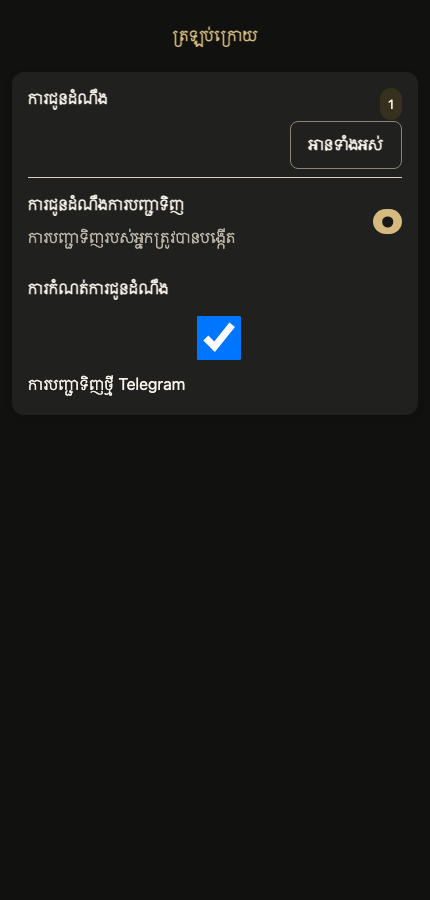 ត្រឡប់ក្រោយ
ការជូនដំណឹង
1
អានទាំងអស់
ការជូនដំណឹងការបញ្ជាទិញ
ការបញ្ជាទិញរបស់អ្នកត្រូវបានបង្កើត
ការកំណត់ការជូនដំណឹង
ការបញ្ជាទិញថ្មី Telegram